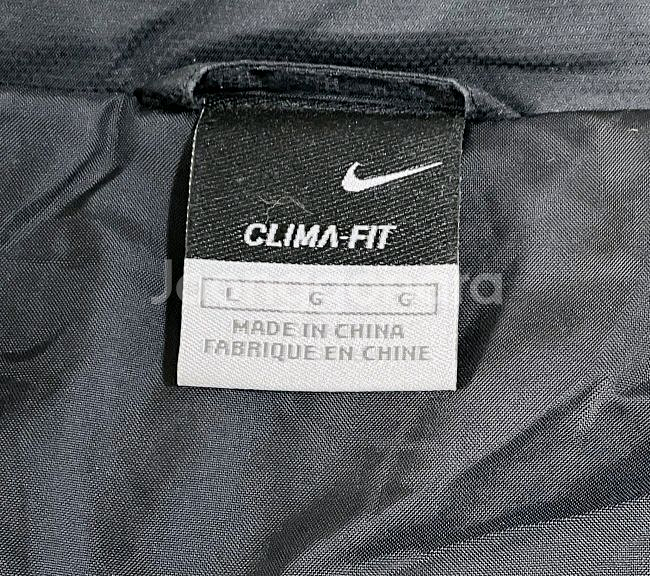 CLIMA-FIT
L G G
MADE IN CHINA
FABRIQUE EN CHINE